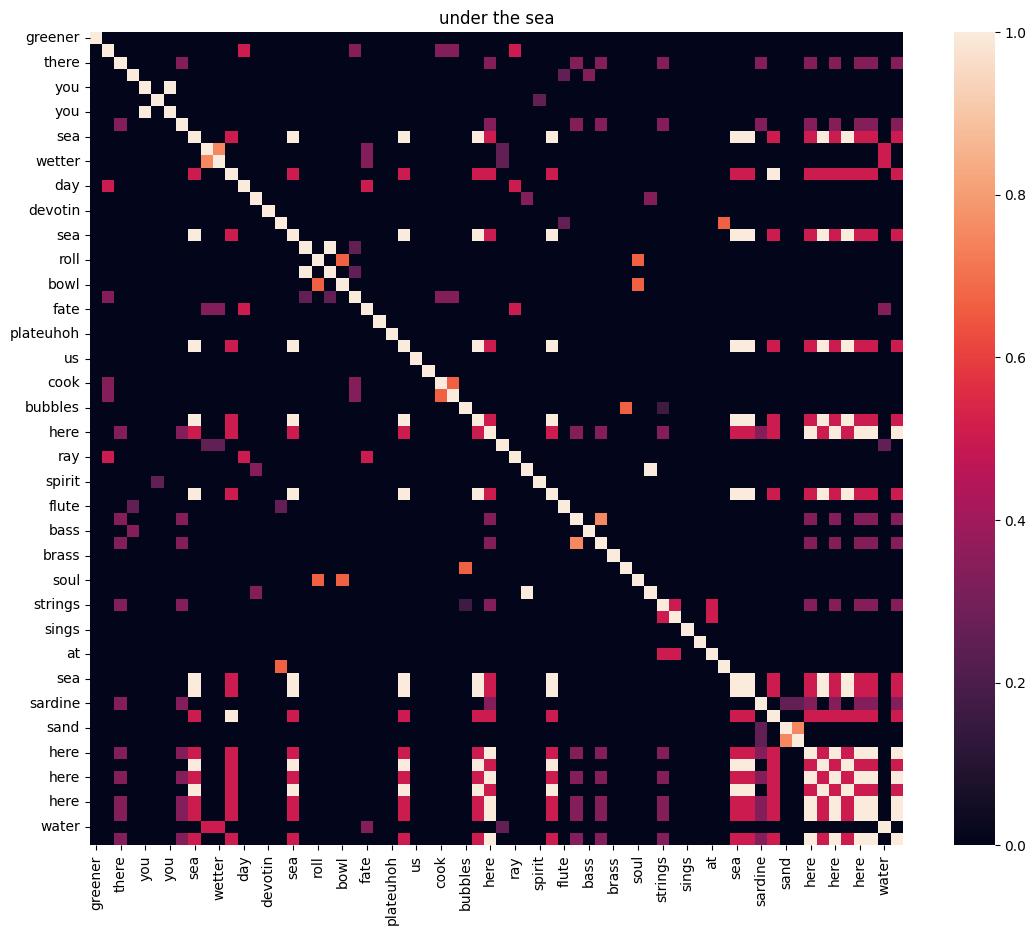 under the sea
greener
there
you
you
sea
wetter
day
devotin
sea
roll
bowl
fate
plateuhoh
us
cook
bubbles
here
ray
spirit
flute
bass
brass
soul
strings
sings
at
sea
sardine
sand
here
here
here
water
greener
there
you
you
sea
wetter
day
devotin
sea
roll
bowl
fate
plateuhoh
us
cook
bubbles
here
ray
spirit
flute
bass
brass
soul
strings
sings
at
sea
sardine
sand
here
here
here
water
1.0
0.8
0.6
0.4
0.2
0.0